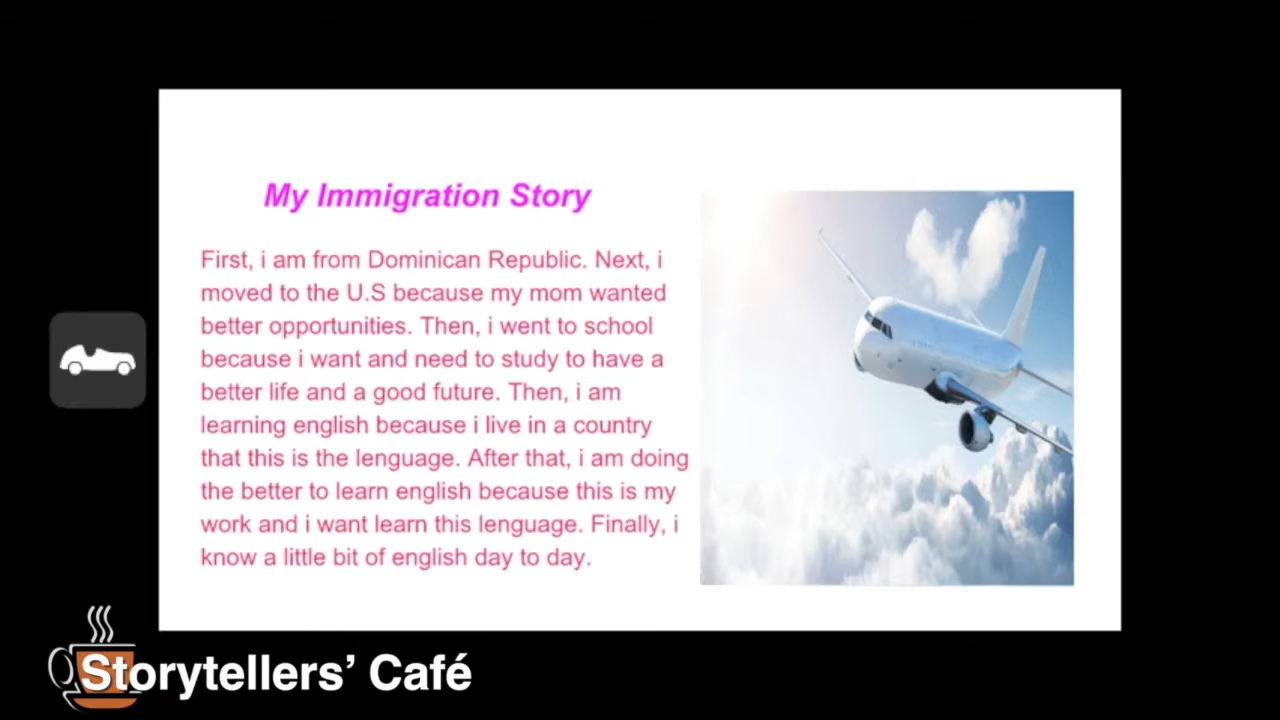 My Immigration Story
First, i am from Dominican Republic. Next, i
moved to the U.S because my mom wanted
better opportunities. Then, i went to school
because i want and need to study to have a
better life and a good future. Then, i am
learning english because i live in a country
that this is the lenguage. After that, i am doing
the better to learn english because this is my
work and i want learn this lenguage. Finally, i
know a little bit of english day to day.
Storytellers’ Café